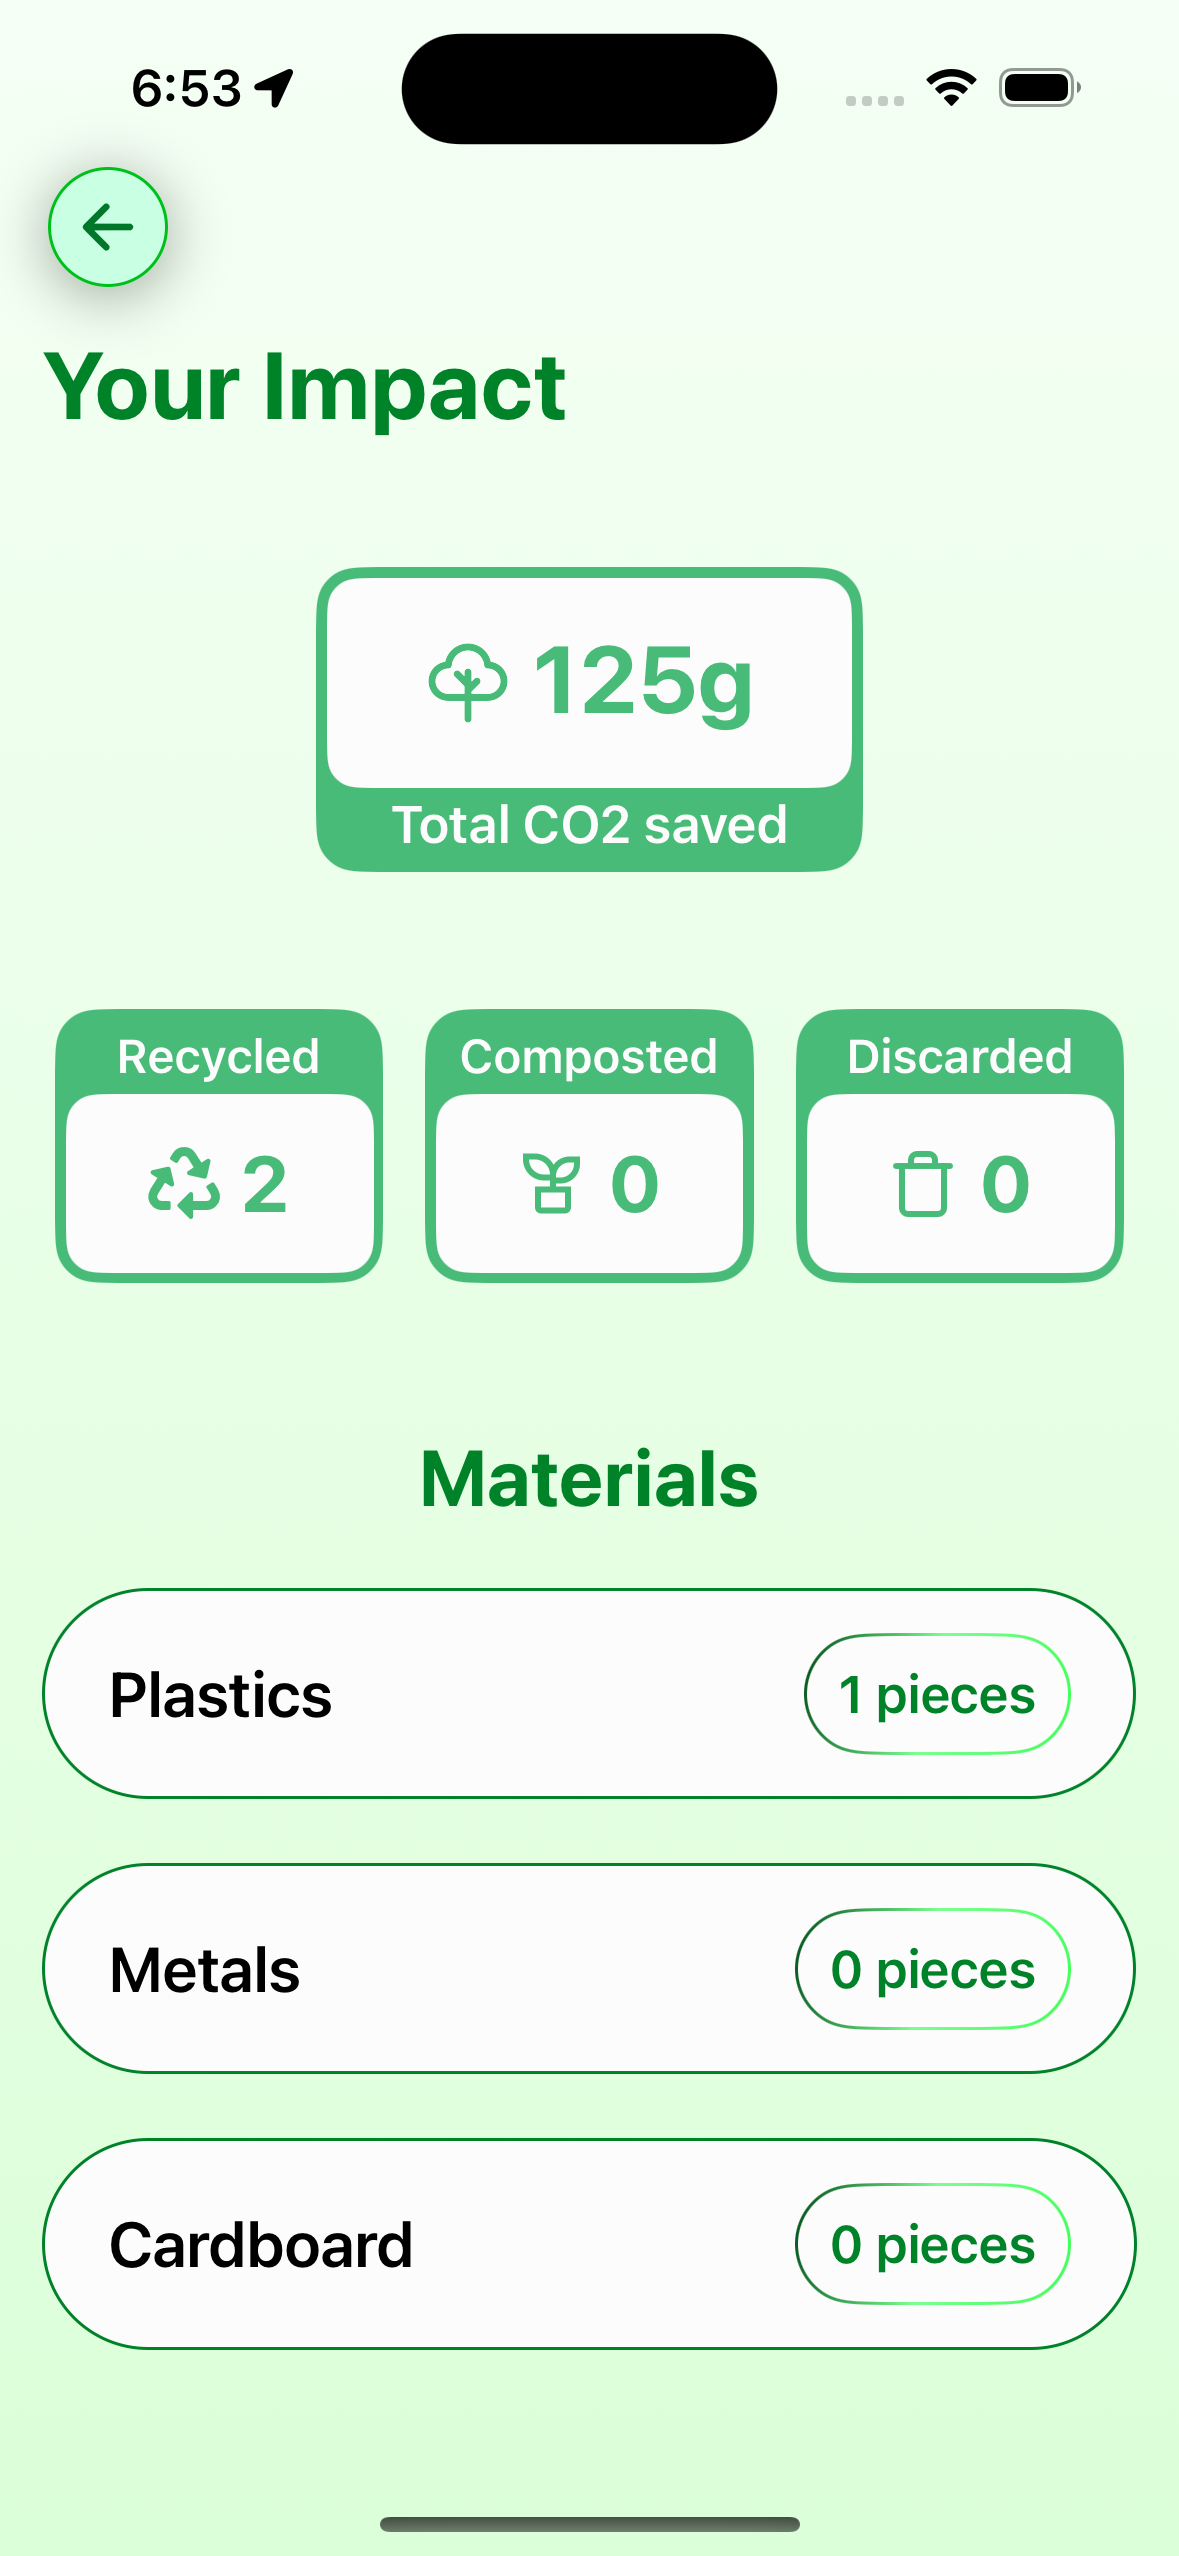 6:53
Your Impact
125g
Total CO2 saved
Recycled
Composted
Discarded
2
0
0
Materials
Plastics
1 pieces
Metals
0 pieces
Cardboard
0 pieces